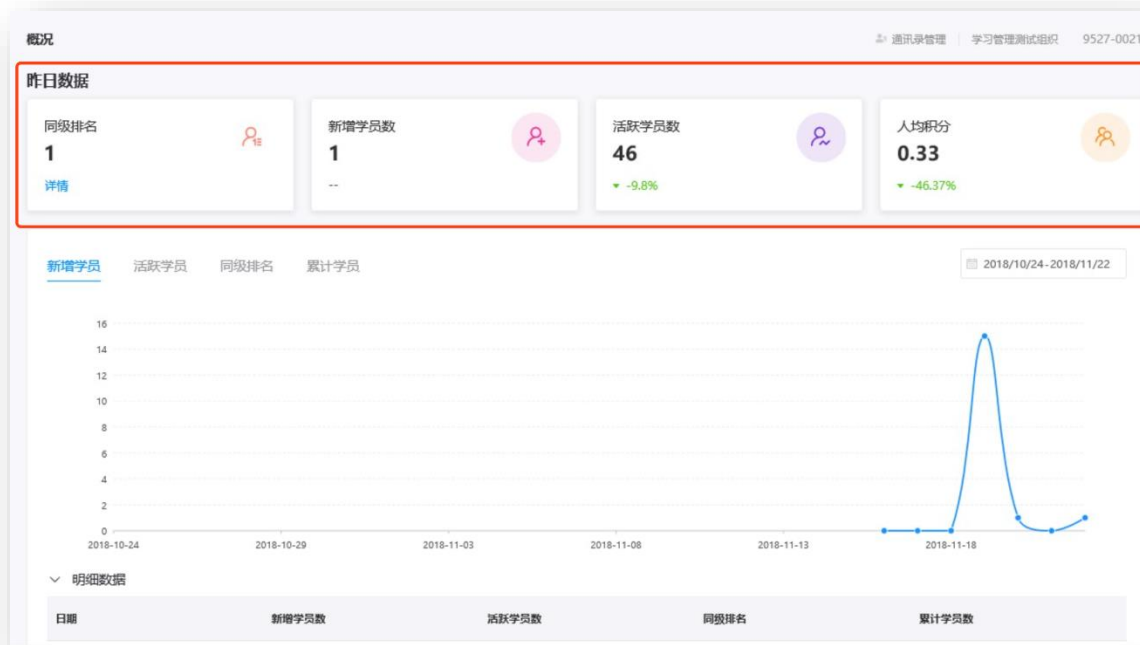 概况
通讯录管理 学习管理测试组织 9527-0021
昨日数据
同级排名 新增学员数 活跃学员数 人均积分
1 1 46 0.33
详情 -- -9.8% -46.37%
新增学员 活跃学员 同级排名 累计学员 2018/10/24-2018/11/22
16
14
12
10
8
6
4
2
0
2018-10-24 2018-10-29 2018-11-03 2018-11-08 2018-11-13 2018-11-18
明细数据
日期 新增学员数 活跃学员数 同级排名 累计学员数